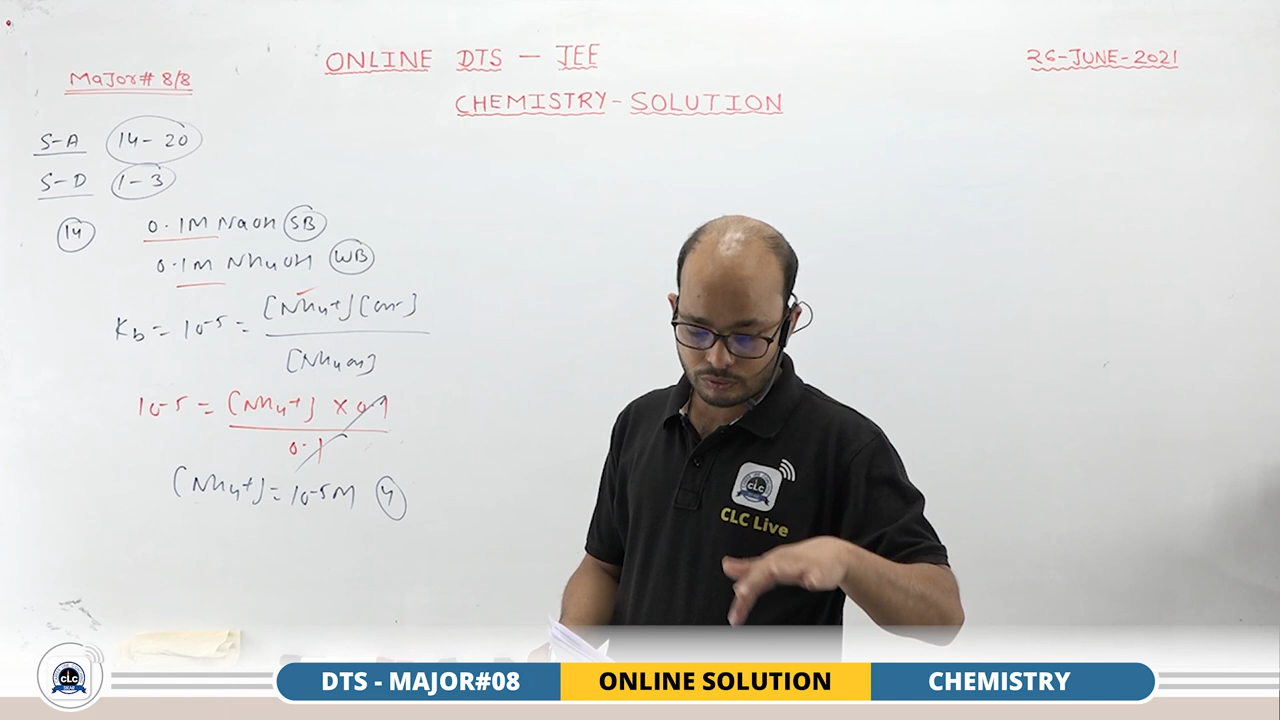 ONLINE DTS - JEE
26-JUNE-2021
MaJor# 8/8
CHEMISTRY-SOLUTION
S-A 14-20
S-D 1-3
14 0.1M NaOH SB
0.1M NH4OH WB
Kb = 10-5 = [NH4+][OH-]
[NH4OH]
10-5 = [NH4+] x 0.1
0.1
[NH4+] = 10-5M 4
CLC
CLC Live
CLC
DTS - MAJOR#08
ONLINE SOLUTION
CHEMISTRY